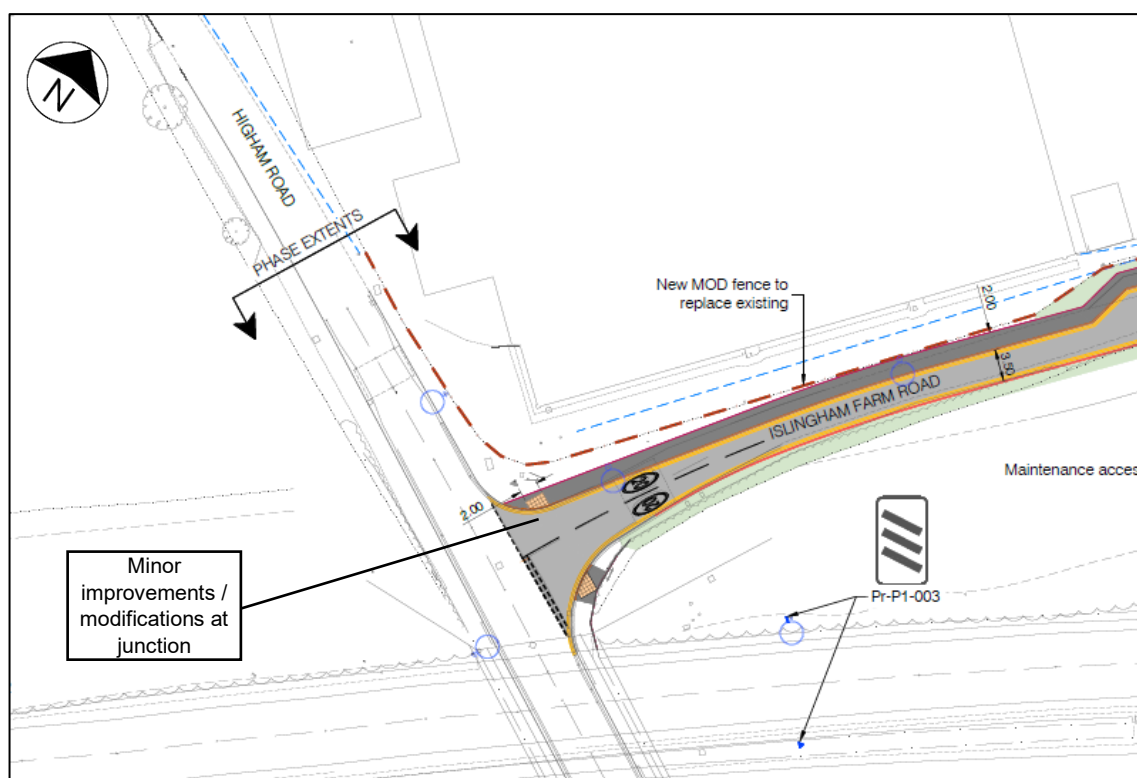 N
HIGHAM ROAD
PHASE EXTENTS
New MOD fence to
replace existing
2.00
3.50
ISLINGHAM FARM ROAD
Maintenance acces
2.00
Minor
improvements /
modifications at
junction
Pr-P1-003